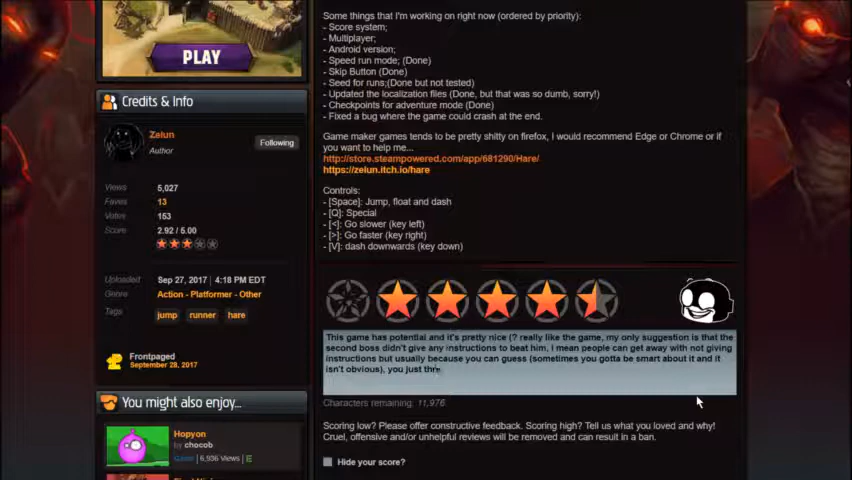 PLAY
Credits & Info
Zeiun
Author
Following
Views 5,027
Faves 13
Votes 153
Score 2.92 / 5.00
Uploaded Sep 27, 2017 | 4:18 PM EDT
Genre Action - Platformer - Other
Tags jump runner hare
Frontpaged
September 28, 2017
You might also enjoy...
Hopyon
by chocob
Game | 6,936 Views | E
Some things that I'm working on right now (ordered by priority):
- Score system;
- Multiplayer;
- Android version;
- Speed run mode; (Done)
- Skip Button (Done)
- Seed for runs;(Done but not tested)
- Updated the localization files (Done, but that was so dumb, sorry!)
- Checkpoints for adventure mode (Done)
- Fixed a bug where the game could crash at the end.
Game maker games tends to be pretty shitty on firefox, I would recommend Edge or Chrome or if
you want to help me...
http://store.steampowered.com/app/681290/Hare/
https://zeiun.itch.io/hare
Controls:
- [Space]: Jump, float and dash
- [Q]: Special
- [<]: Go slower (key left)
- [>]: Go faster (key right)
- [V]: dash downwards (key down)
This game has potential and it's pretty nice (? really like the game, my only suggestion is that the
second boss didn't give any instructions to beat him, I mean people can get away with not giving
instructions but usually because you can guess (sometimes you gotta be smart about it and it
isn't obvious), you just thre
Characters remaining: 11,976
Scoring low? Please offer constructive feedback. Scoring high? Tell us what you loved and why!
Cruel, offensive and/or unhelpful reviews will be removed and can result in a ban.
Hide your score?